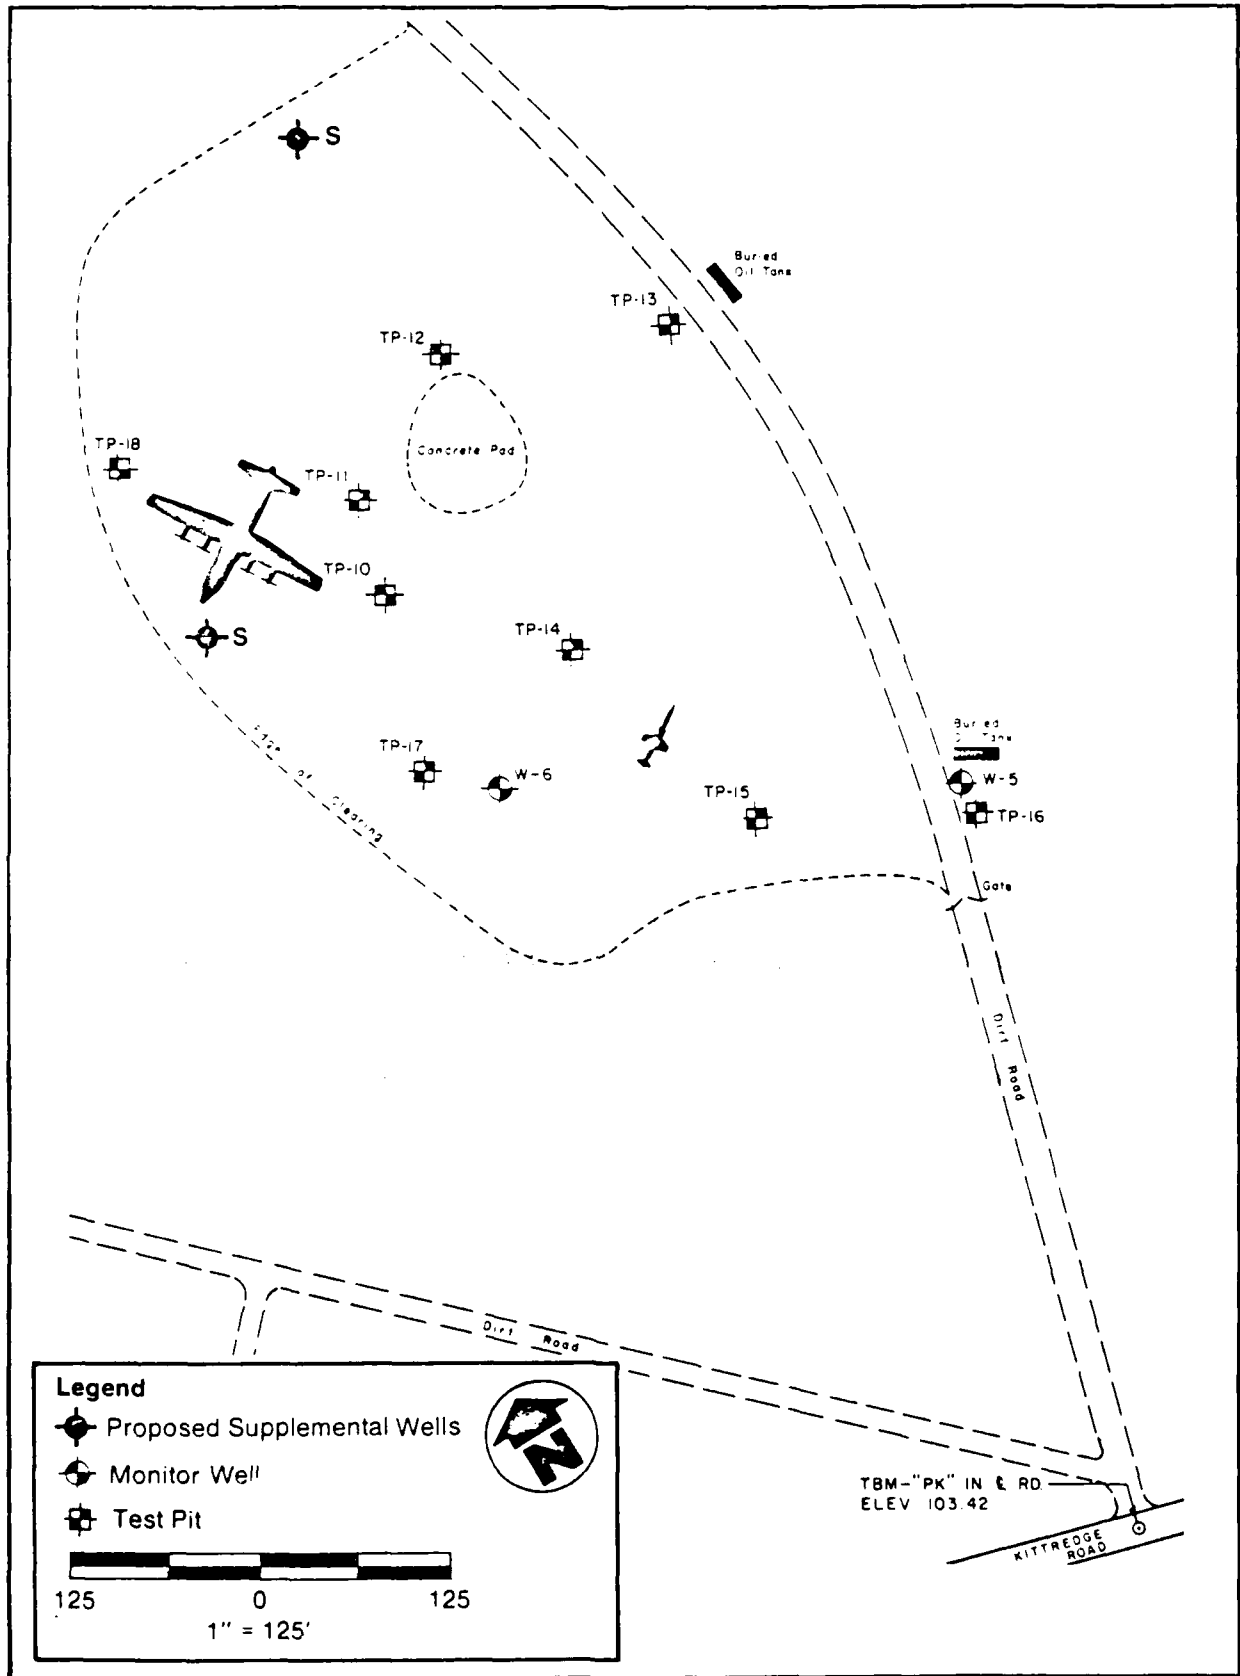 S
Buried
Oil Tank
TP-13
TP-12
Concrete Pad
TP-18
TP-11
TP-10
S
TP-14
Edge of Clearing
TP-17
W-6
TP-15
Buried
Tank
W-5
TP-16
Gate
Dirt Road
Dirt Road
Legend
Proposed Supplemental Wells
Monitor Well
Test Pit
N
125 0 125
1" = 125'
TBM-"PK" IN ℄ RD.
ELEV 103.42
KITTREDGE
ROAD